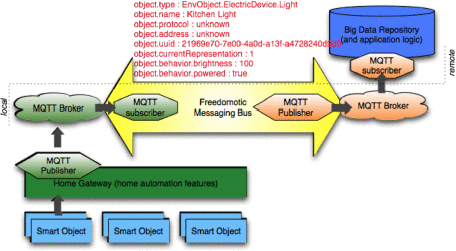 object.type : EnvObject.ElectricDevice.Light
object.name : Kitchen Light
object.protocol : unknown
object.address : unknown
object.uuid : 21969e70-7e00-4a0d-a13f-a4728240d9d9
object.currentRepresentation : 1
object.behavior.brightness : 100
object.behavior.powered : true
Big Data Repository
(and application logic)
MQTT
subscriber
remote
local
MQTT Broker
MQTT
subscriber
Freedomotic
Messaging Bus
MQTT
Publisher
MQTT Broker
MQTT
Publisher
Home Gateway (home automation features)
Smart Object
Smart Object
Smart Object